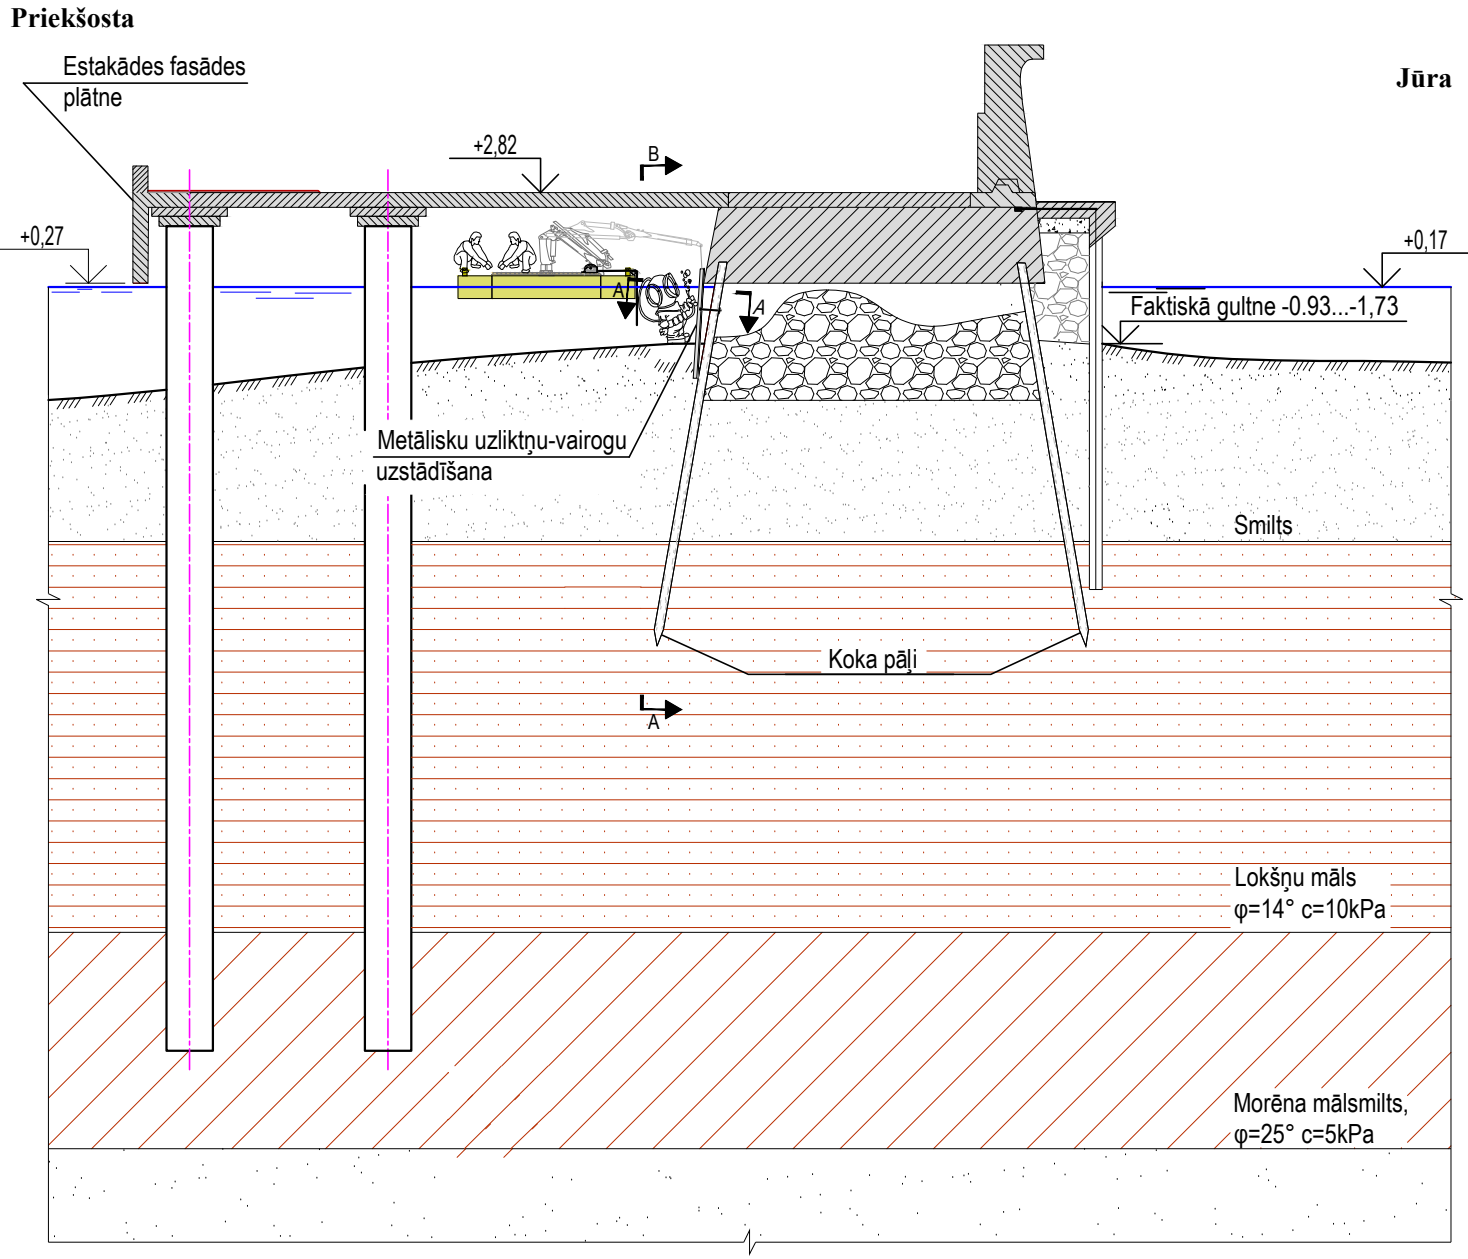 Priekšosta
Estakādes fasādes
plātne
Jūra
+2,82
B
+0,27
+0,17
A
A
Faktiskā gultne -0.93...-1,73
Metālisku uzliktņu-vairogu
uzstādīšana
Smilts
Koka pāļi
A
Lokšņu māls
φ=14° c=10kPa
Morēna mālsmilts,
φ=25° c=5kPa